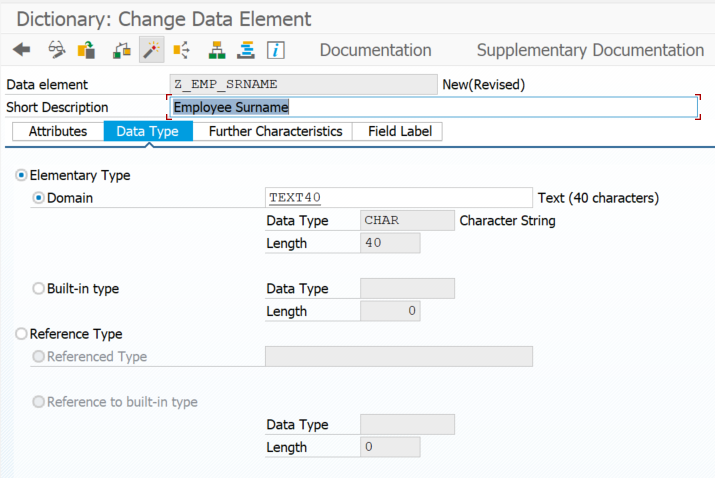 Dictionary: Change Data Element
Documentation Supplementary Documentation
Data element Z_EMP_SRNAME New(Revised)
Short Description Employee Surname
Attributes Data Type Further Characteristics Field Label
Elementary Type
Domain TEXT40 Text (40 characters)
Data Type CHAR Character String
Length 40
Built-in type Data Type
Length 0
Reference Type
Referenced Type
Reference to built-in type
Data Type
Length 0